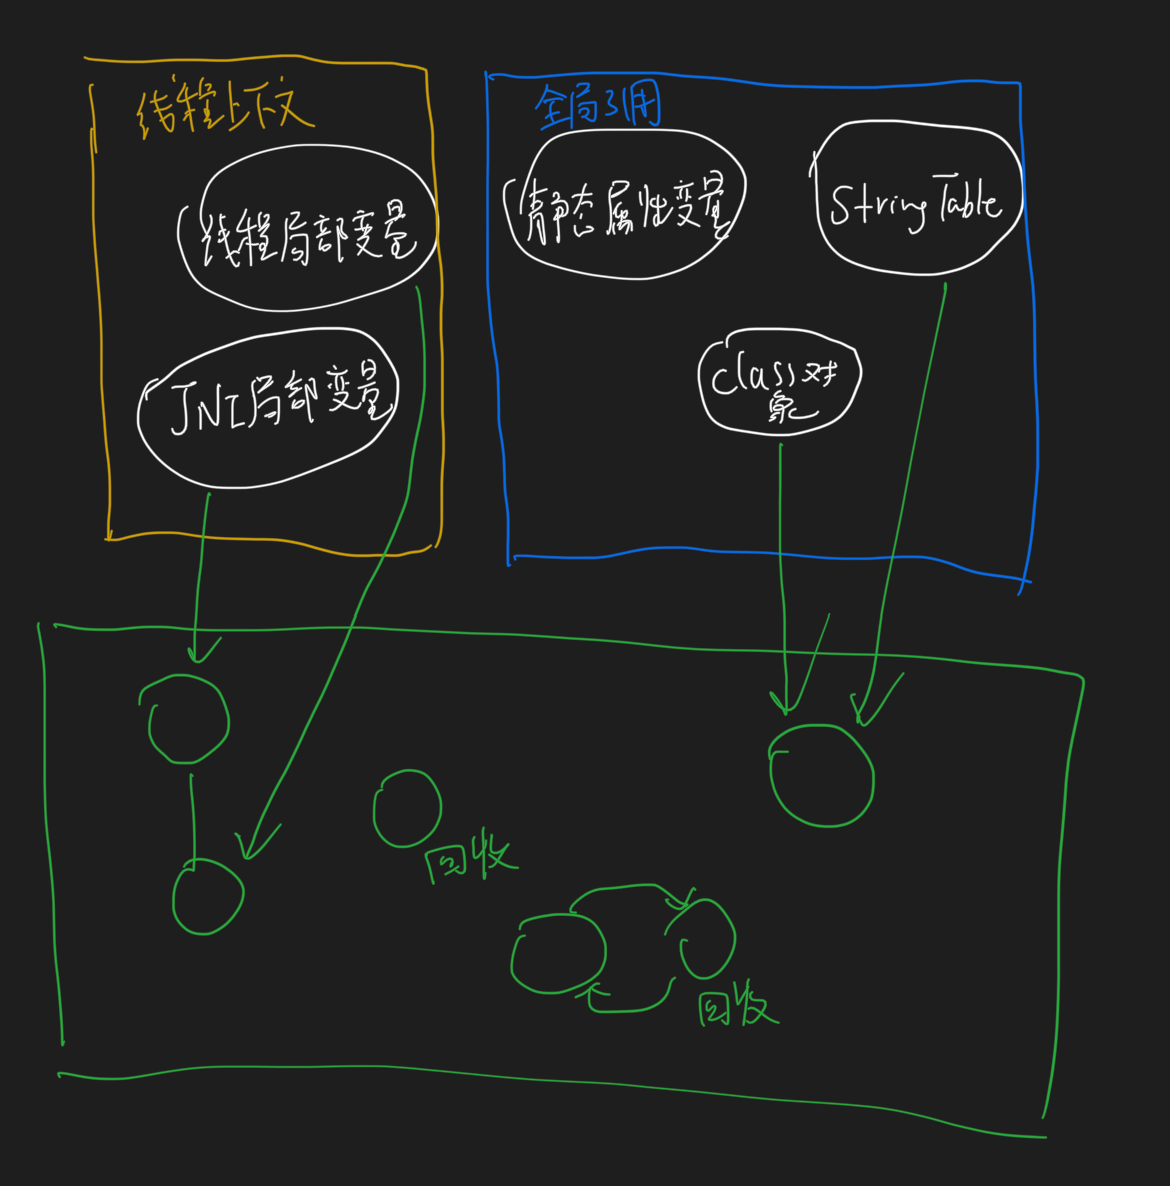 线程上下文
线程局部变量
JNI局部变量
全局引用
静态属性变量
StringTable
class对
象
回收
回收